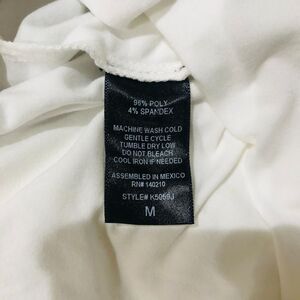 96% POLY
4% SPANDEX
MACHINE WASH COLD
GENTLE CYCLE
TUMBLE DRY LOW
DO NOT BLEACH
COOL IRON IF NEEDED
ASSEMBLED IN MEXICO
RN# 140210
STYLE# K5059J
M